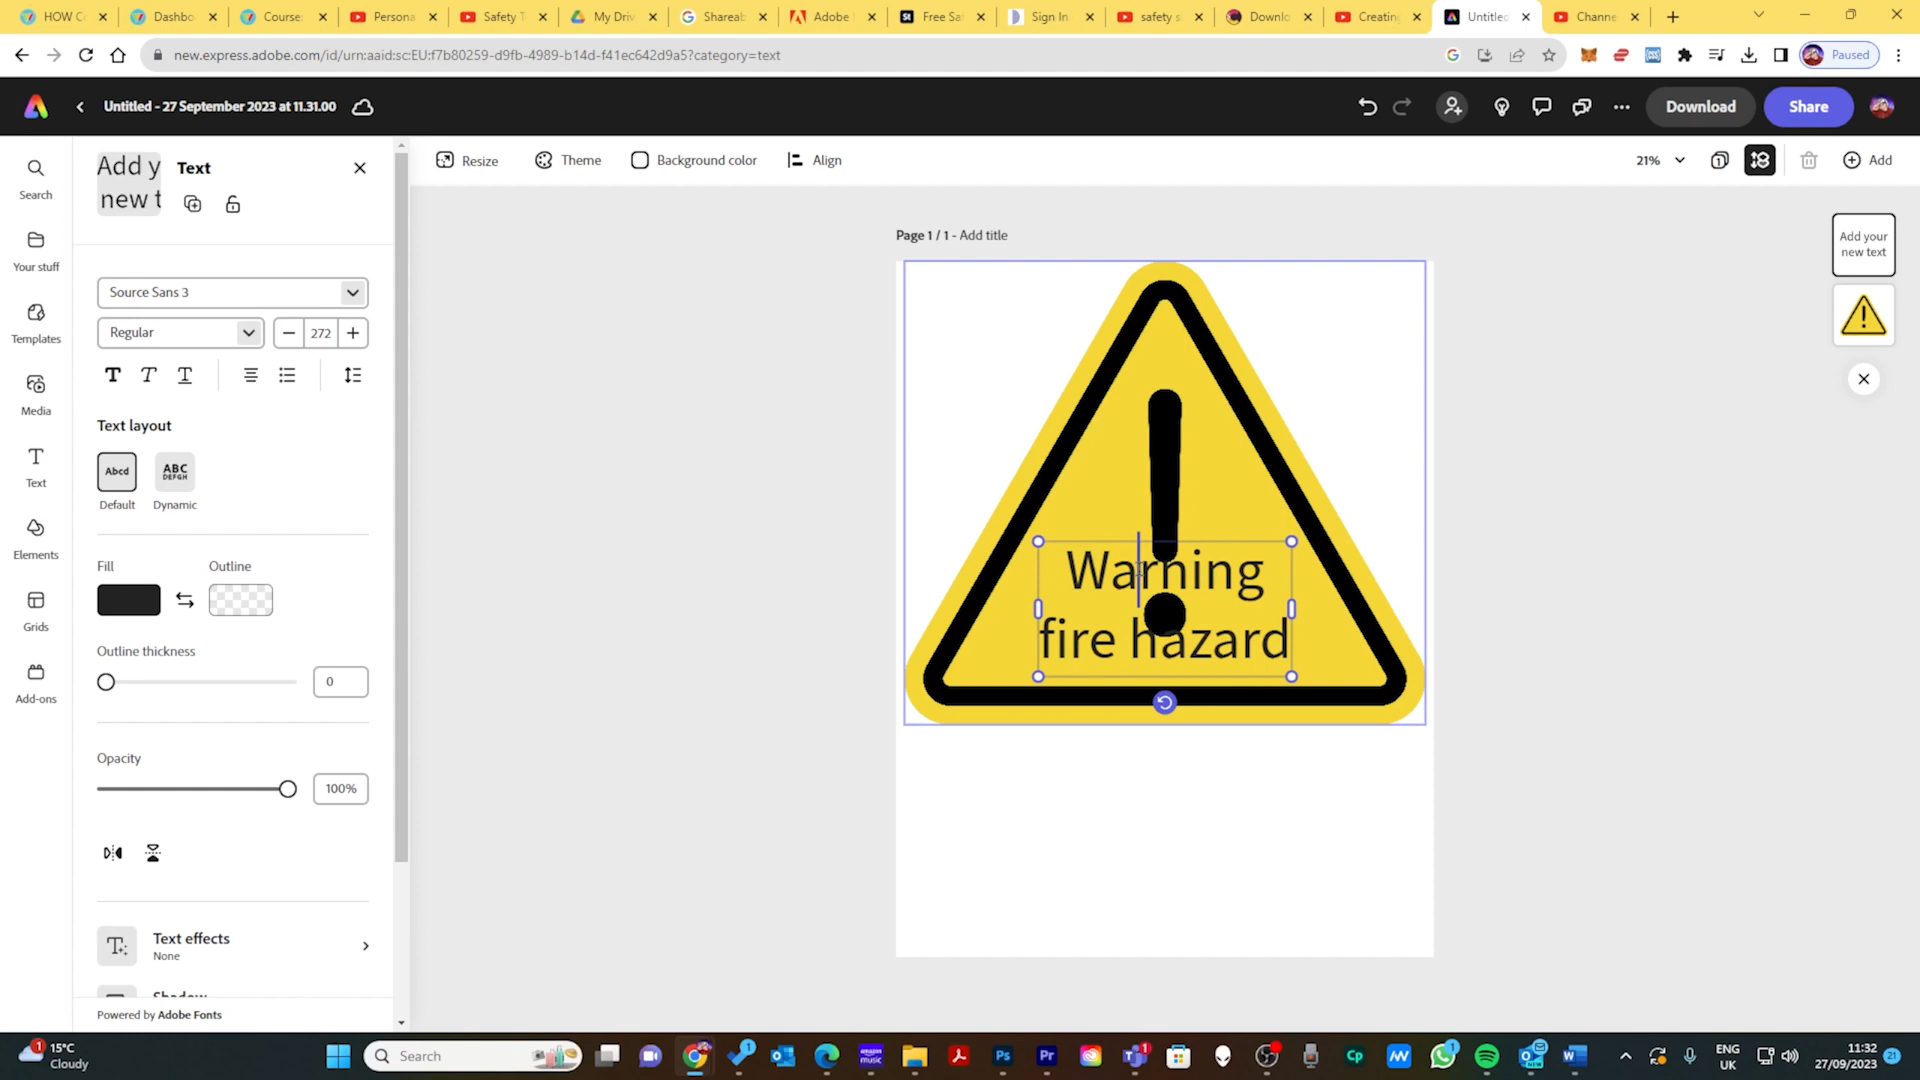 HOW C
Dashbo
Course
Persona
Safety T
My Driv
Shareab
Adobe
Free Sa
Sign In
safety s
Downlo
Creatin
Untitled
Channe
new.express.adobe.com/id/urn:aaid:sc:EU:f7b80259-d9fb-4989-b14d-f41ec642d9a5?category=text
Paused
Untitled - 27 September 2023 at 11.31.00
Download
Share
Search
Your stuff
Templates
Media
Text
Elements
Grids
Add-ons
Add y
new t
Text
Source Sans 3
Regular
272
Text layout
Abcd
ABC
DEFGH
Default
Dynamic
Fill
Outline
Outline thickness
0
Opacity
100%
Text effects
None
Shadow
Powered by Adobe Fonts
Resize
Theme
Background color
Align
21%
1
Add
Page 1 / 1 - Add title
Warning
fire hazard
Add your
new text
1
15°C
Cloudy
Search
ENG
UK
11:32
27/09/2023
21